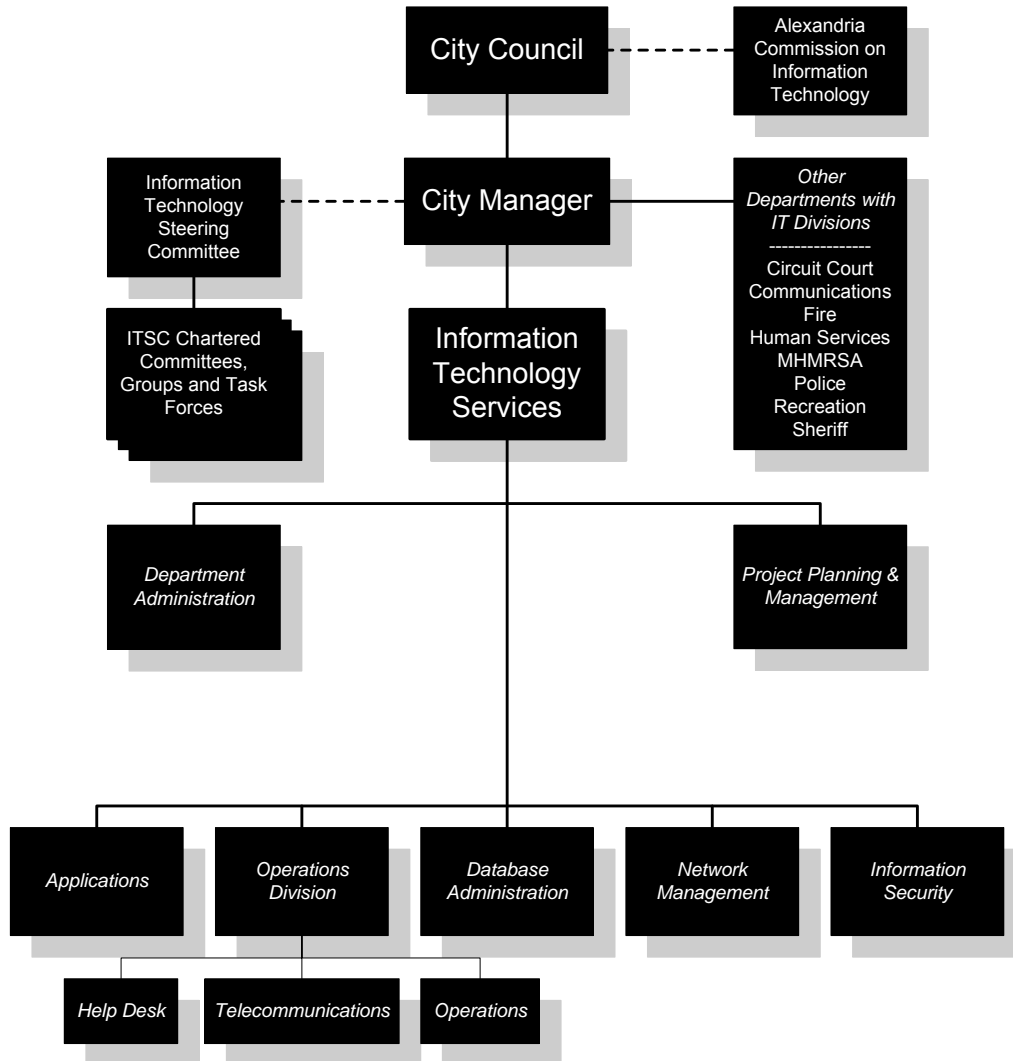 City Council
Alexandria
Commission on
Information
Technology
Information
Technology
Steering
Committee
City Manager
Other
Departments with
IT Divisions
-----------------
Circuit Court
Communications
Fire
Human Services
MHMRSA
Police
Recreation
Sheriff
ITSC Chartered
Committees,
Groups and Task
Forces
Information
Technology
Services
Department
Administration
Project Planning &
Management
Applications
Operations
Division
Database
Administration
Network
Management
Information
Security
Help Desk
Telecommunications
Operations